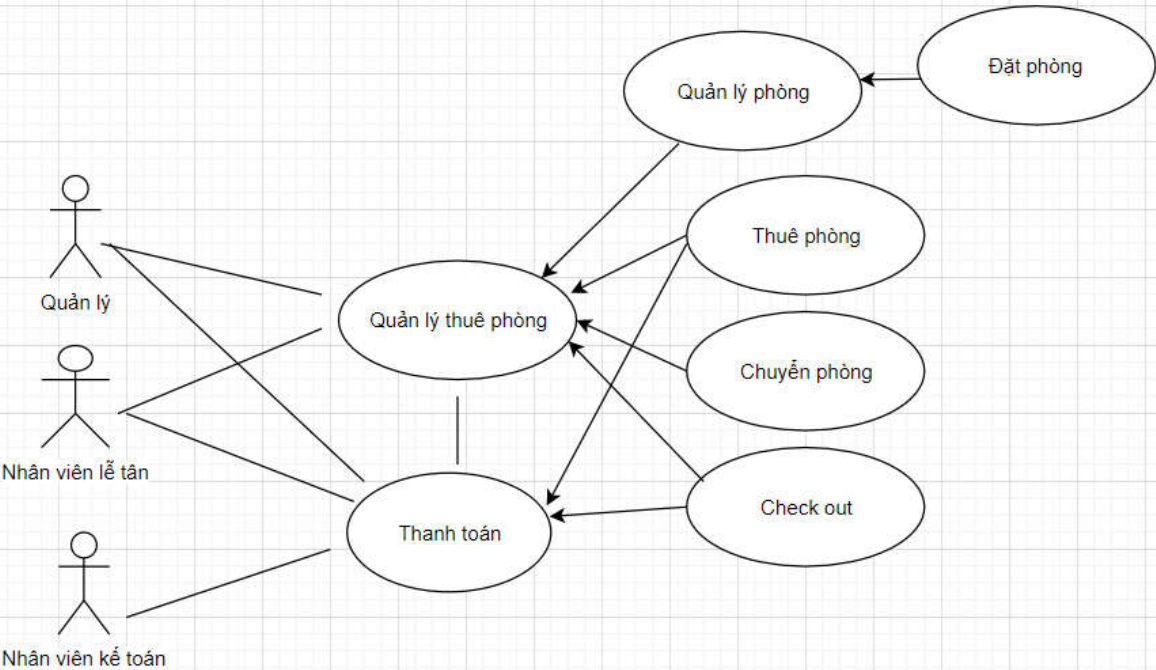 Đặt phòng
Quản lý phòng
Thuê phòng
Quản lý
Quản lý thuê phòng
Chuyển phòng
Nhân viên lễ tân
Check out
Thanh toán
Nhân viên kế toán